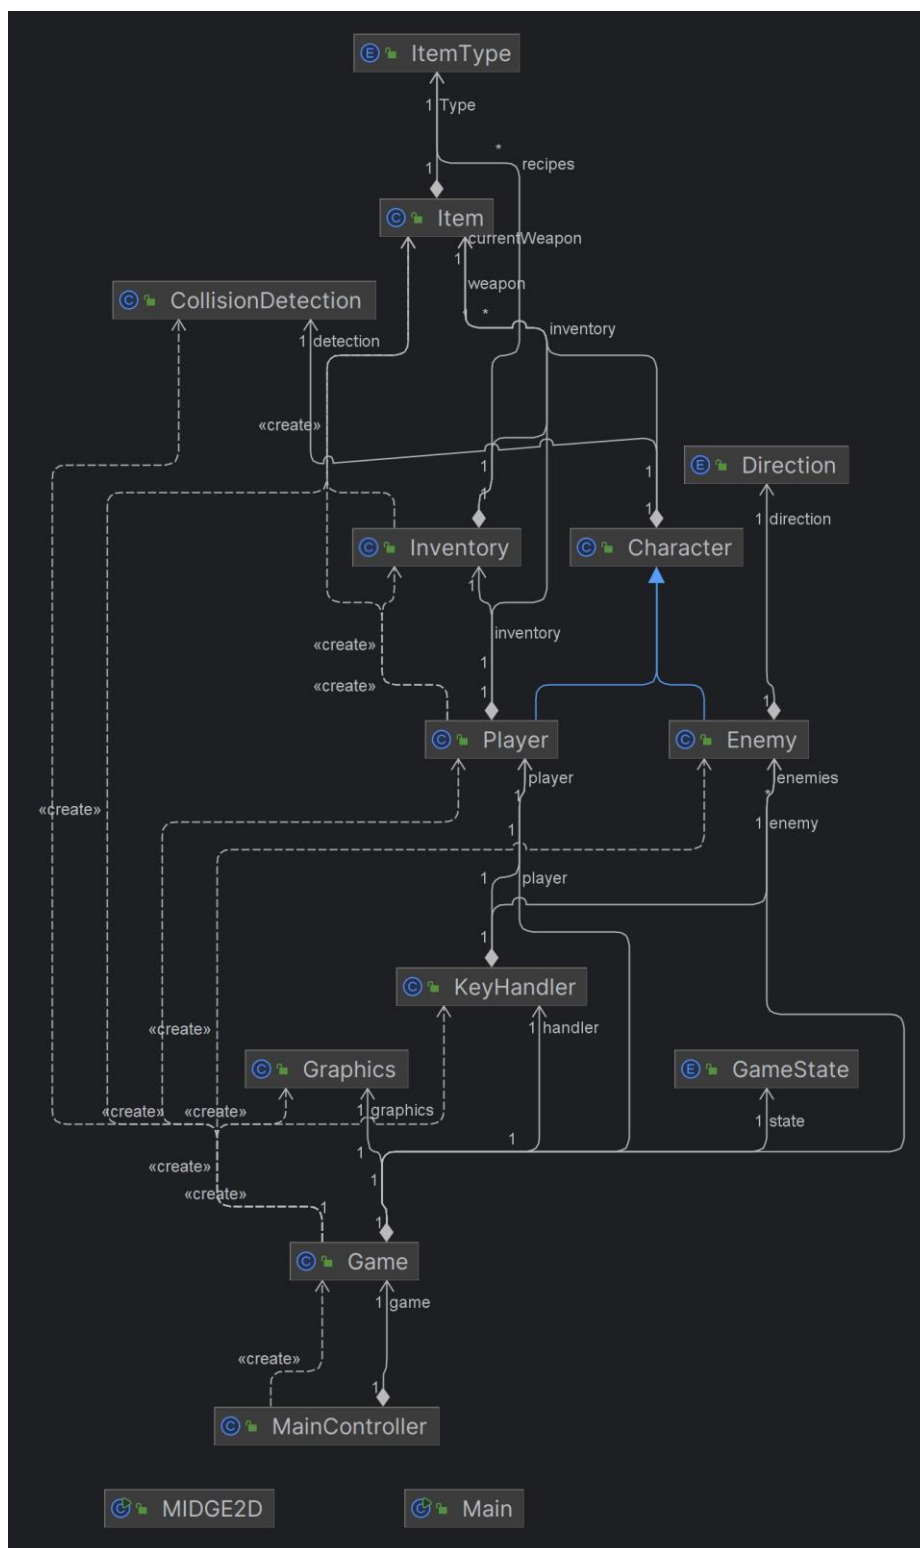 ItemType
1 Type
*
recipes
1
Item
currentWeapon
1
weapon
CollisionDetection
* *
inventory
1 detection
«create»
Direction
1
1
1
1
1 direction
Inventory
Character
1
inventory
«create»
1
«create»
1
1
Player
Enemy
player
enemies
1
*
«create»
1
1 enemy
1
player
1
KeyHandler
«create»
1 handler
Graphics
GameState
«create»
«create»
1 graphics
1 state
1
1
«create»
1
«create»
1
1
Game
1 game
«create»
1
MainController
MIDGE2D
Main